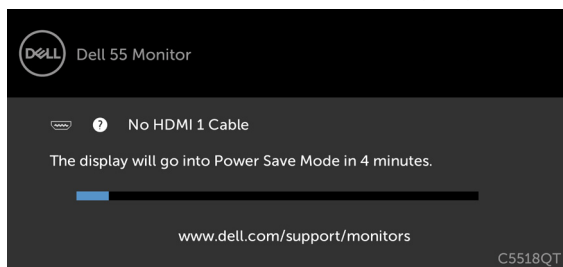 DELL Dell 55 Monitor
? No HDMI 1 Cable
The display will go into Power Save Mode in 4 minutes.
www.dell.com/support/monitors
C5518QT